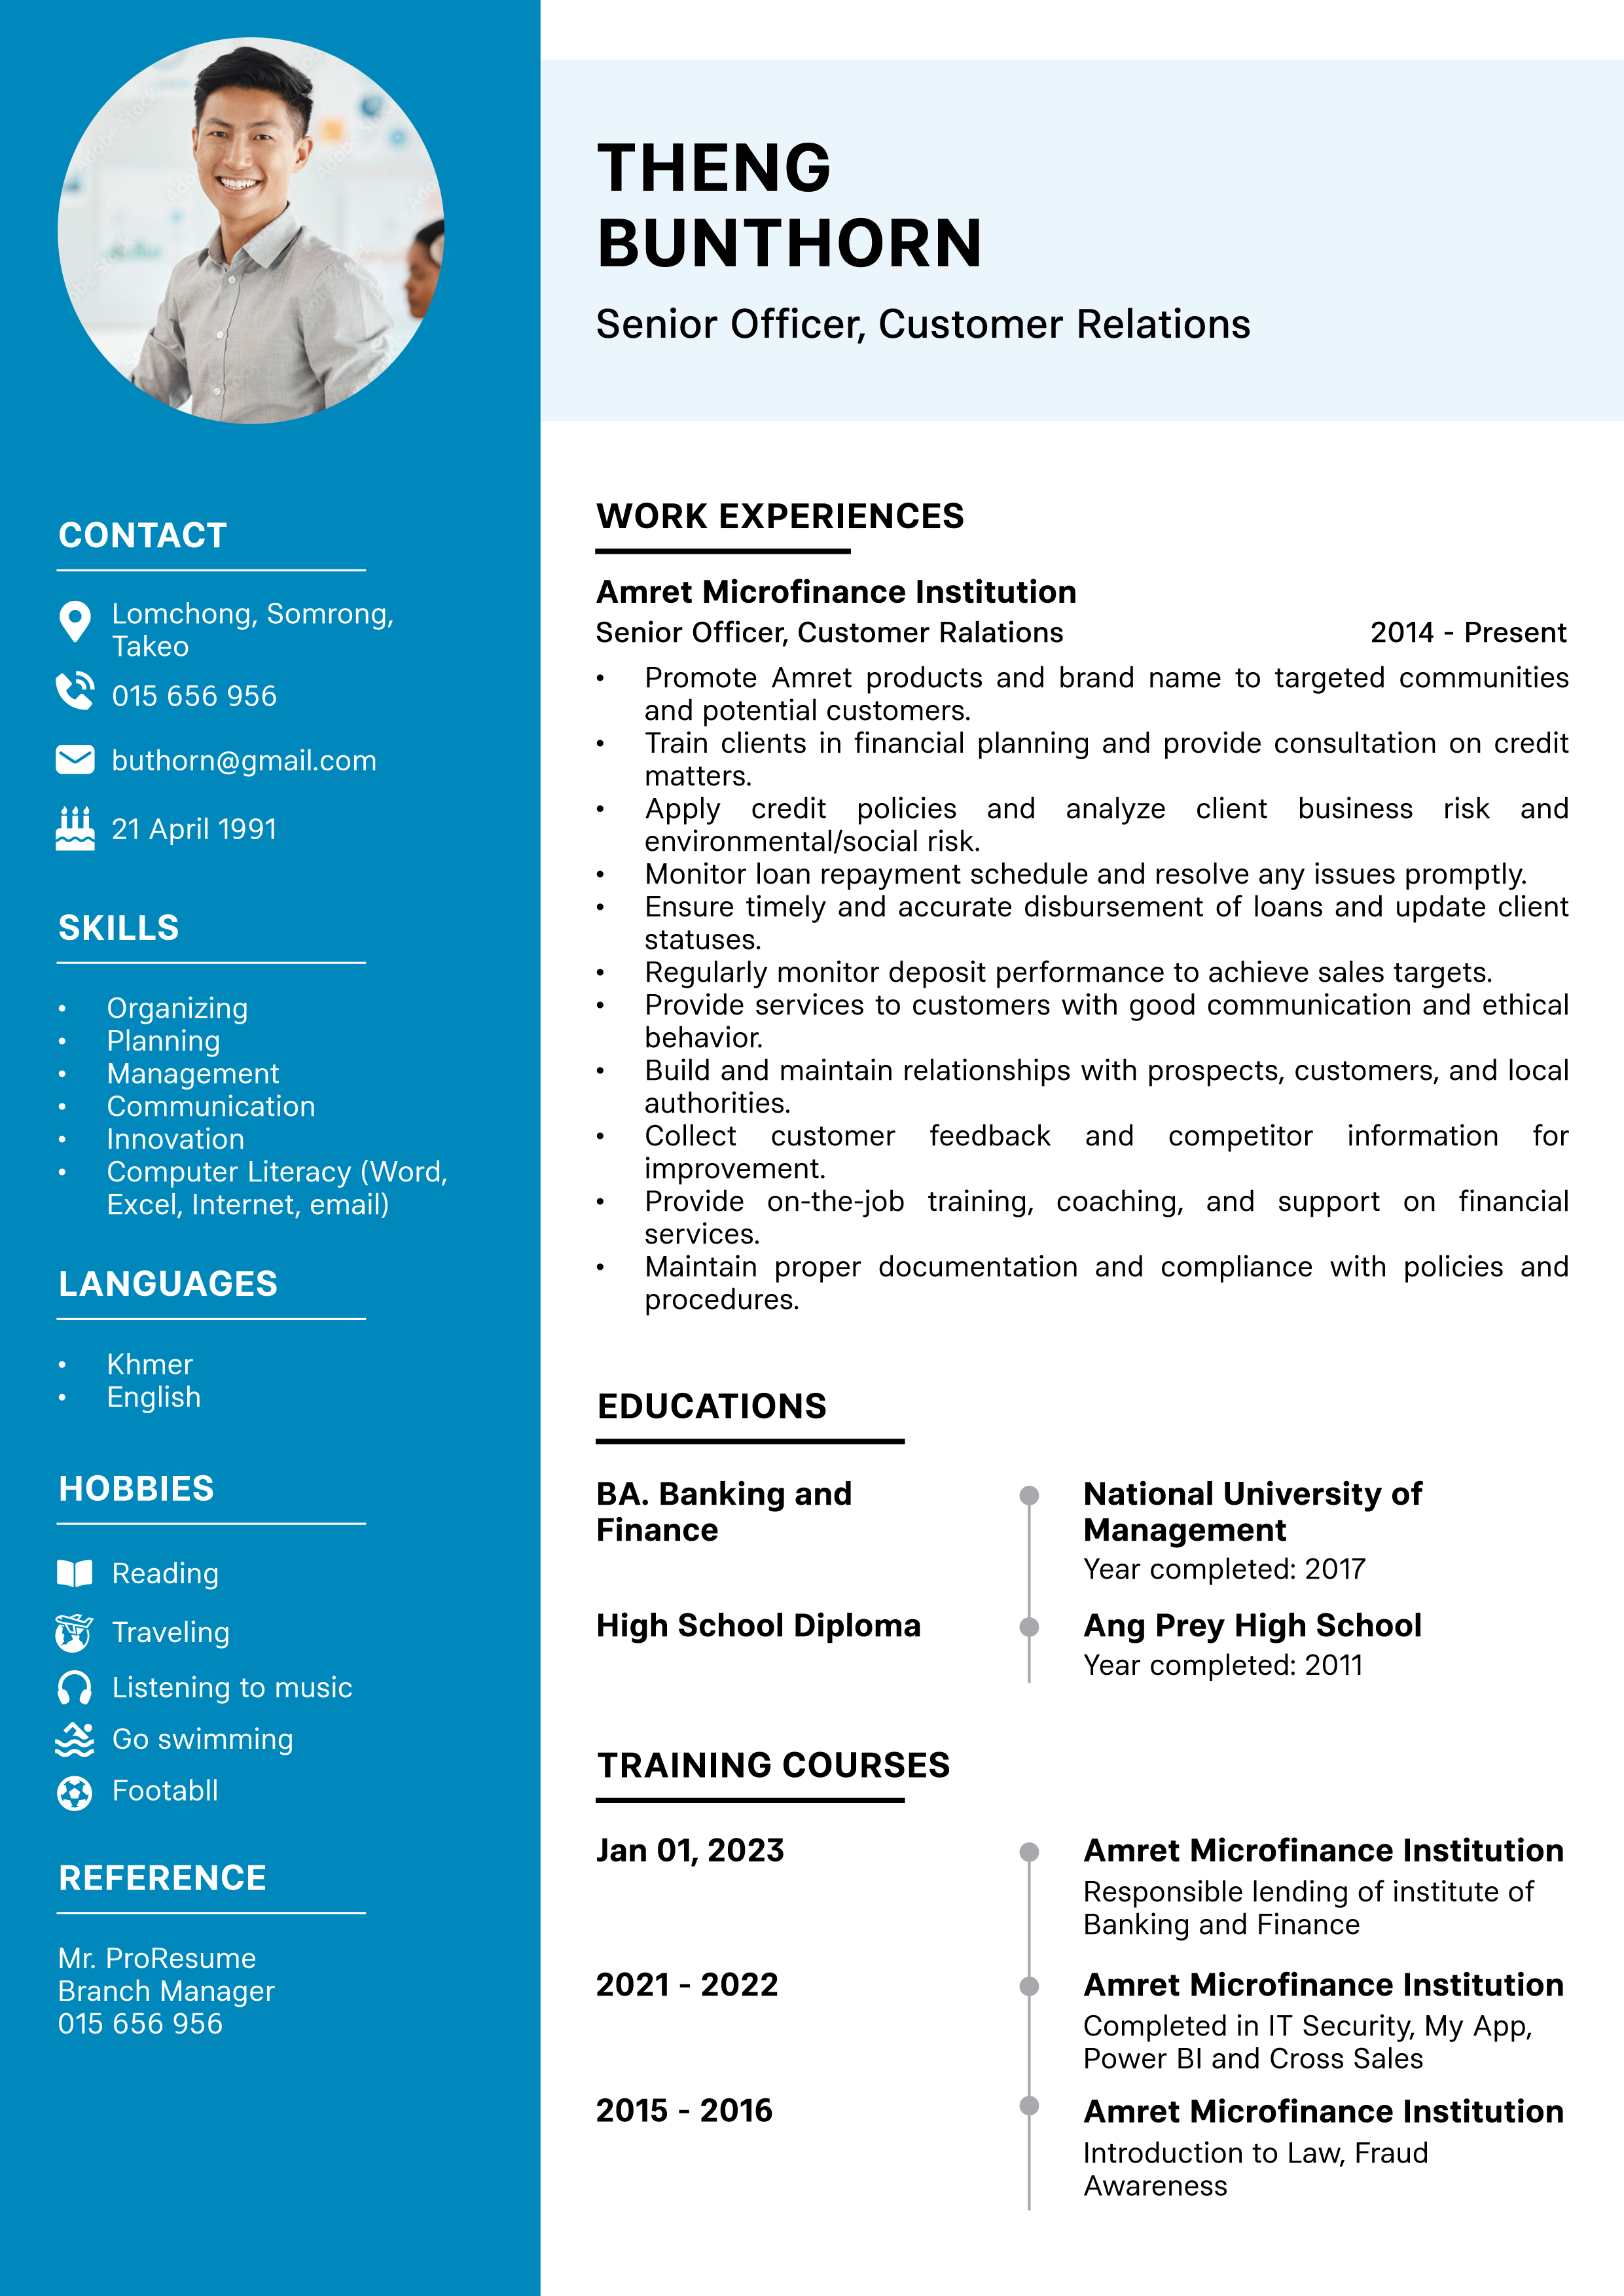 THENG
BUNTHORN
Senior Officer, Customer Relations
CONTACT
Lomchong, Somrong,
Takeo
015 656 956
buthorn@gmail.com
21 April 1991
SKILLS
• Organizing
• Planning
• Management
• Communication
• Innovation
• Computer Literacy (Word,
Excel, Internet, email)
LANGUAGES
• Khmer
• English
HOBBIES
Reading
Traveling
Listening to music
Go swimming
Footabll
REFERENCE
Mr. ProResume
Branch Manager
015 656 956
WORK EXPERIENCES
Amret Microfinance Institution
Senior Officer, Customer Ralations 2014 - Present
• Promote Amret products and brand name to targeted communities
and potential customers.
• Train clients in financial planning and provide consultation on credit
matters.
• Apply credit policies and analyze client business risk and
environmental/social risk.
• Monitor loan repayment schedule and resolve any issues promptly.
• Ensure timely and accurate disbursement of loans and update client
statuses.
• Regularly monitor deposit performance to achieve sales targets.
• Provide services to customers with good communication and ethical
behavior.
• Build and maintain relationships with prospects, customers, and local
authorities.
• Collect customer feedback and competitor information for
improvement.
• Provide on-the-job training, coaching, and support on financial
services.
• Maintain proper documentation and compliance with policies and
procedures.
EDUCATIONS
BA. Banking and
Finance
National University of
Management
Year completed: 2017
High School Diploma
Ang Prey High School
Year completed: 2011
TRAINING COURSES
Jan 01, 2023
Amret Microfinance Institution
Responsible lending of institute of
Banking and Finance
2021 - 2022
Amret Microfinance Institution
Completed in IT Security, My App,
Power BI and Cross Sales
2015 - 2016
Amret Microfinance Institution
Introduction to Law, Fraud
Awareness